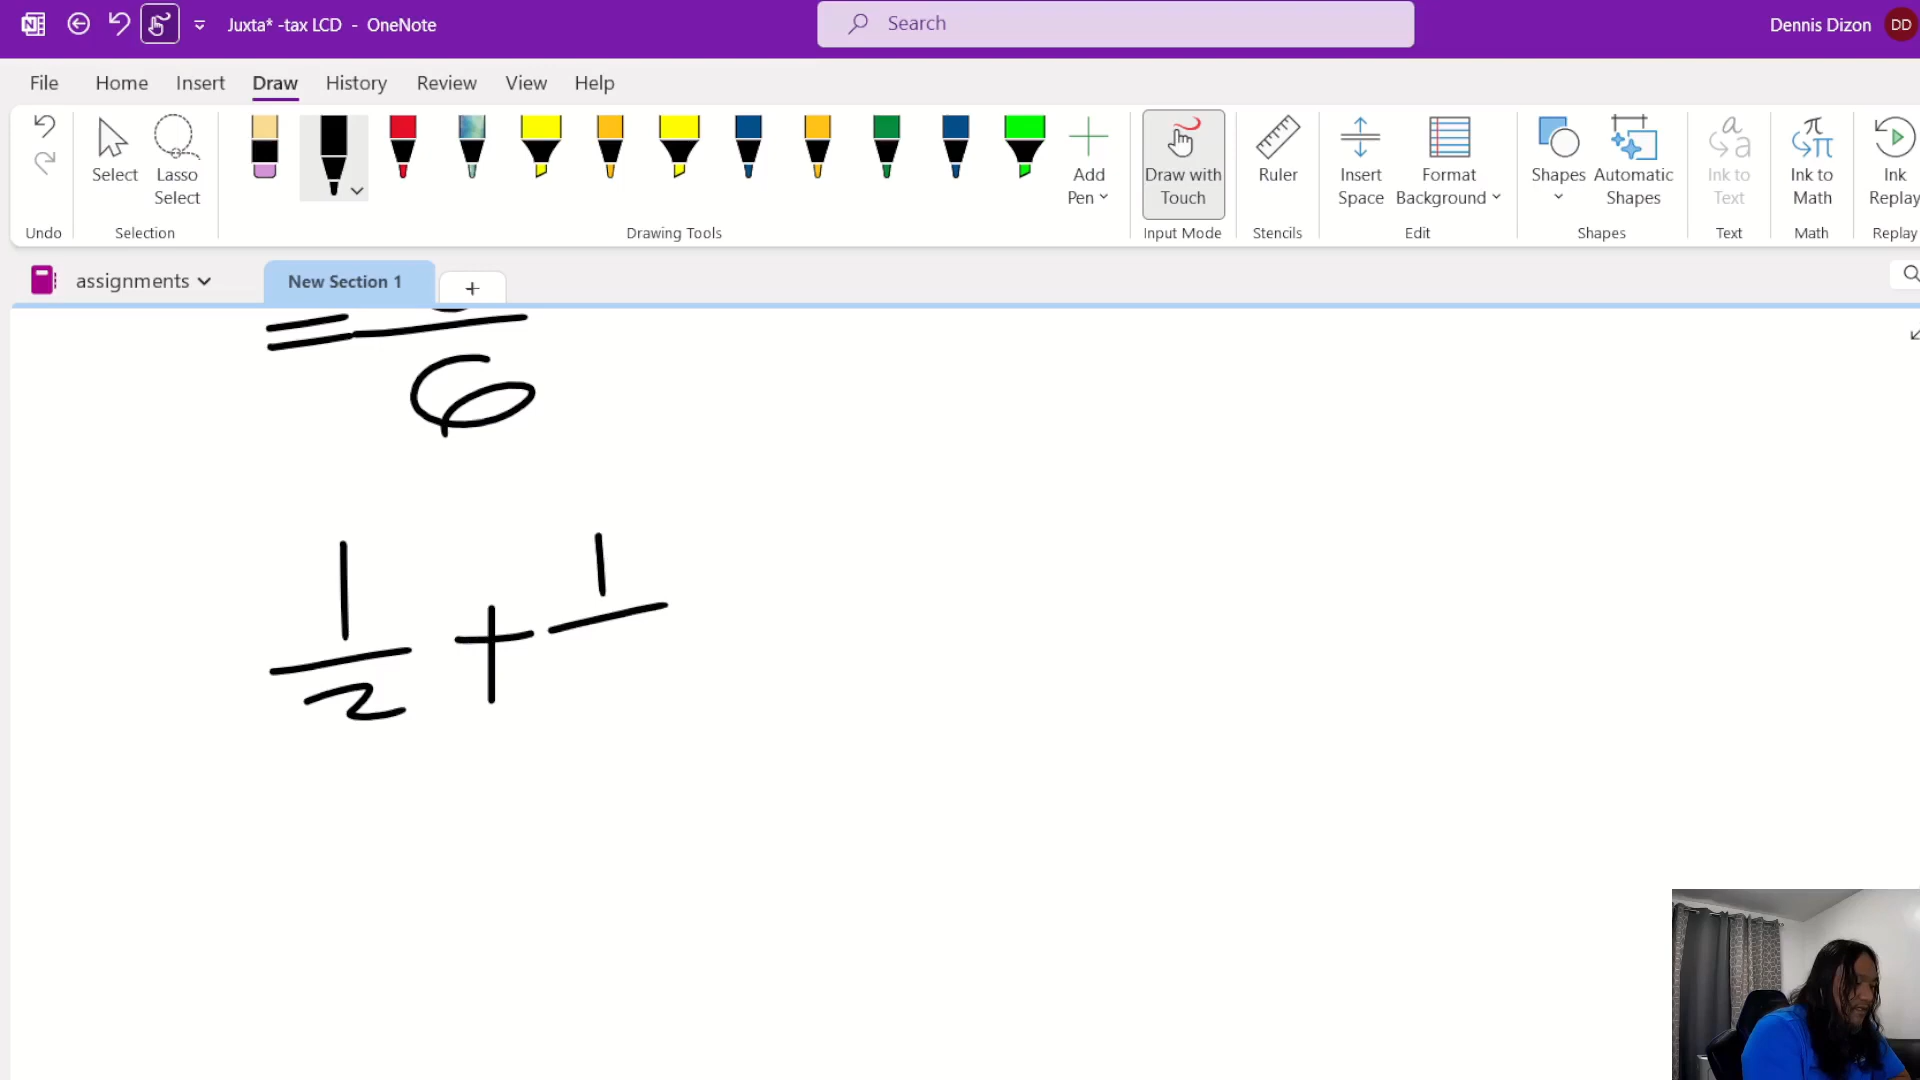 Juxta* -tax LCD - OneNote
Search
Dennis Dizon DD
File Home Insert Draw History Review View Help
Select
Lasso Select
Add Pen
Draw with Touch
Ruler
Insert Space
Format Background
Shapes
Automatic Shapes
Ink to Text
Ink to Math
Ink Replay
Undo Selection Drawing Tools Input Mode Stencils Edit Shapes Text Math Replay
assignments New Section 1 +
=
6
1 1
+
2